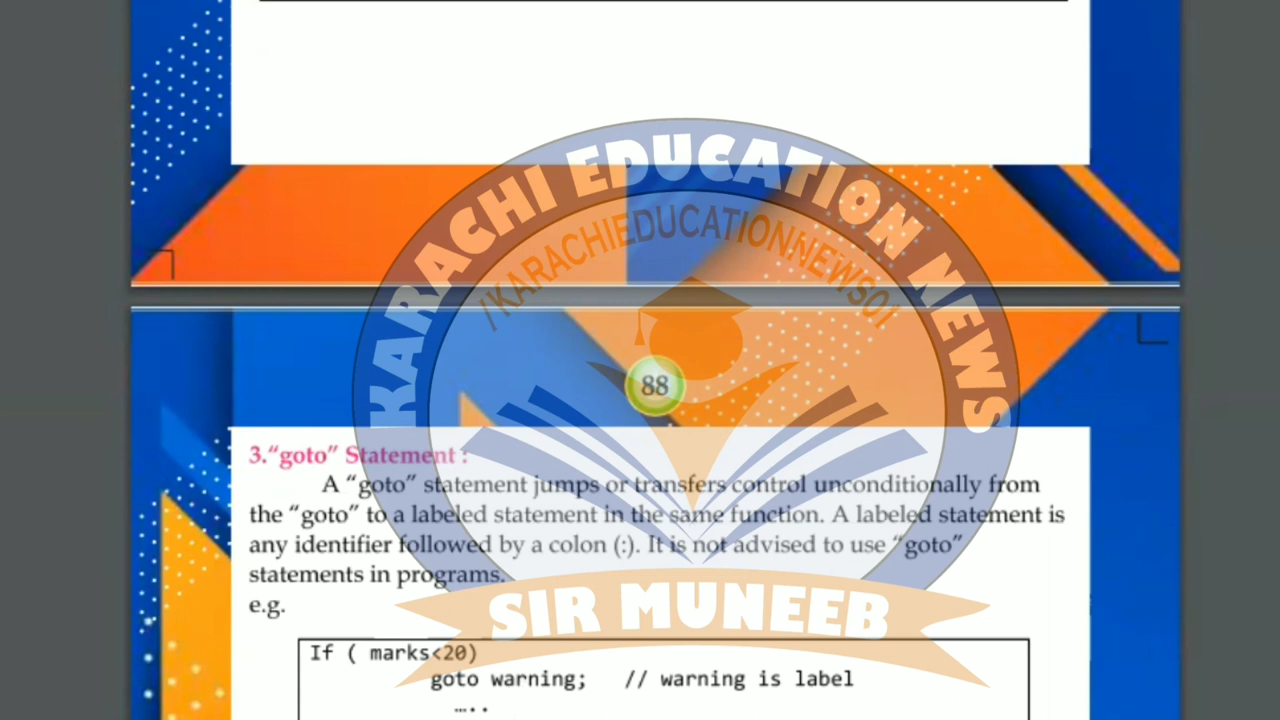 KARACHI EDUCATION NEWS
/KARACHIEDUCATIONNEWS01
88
3.“goto” Statement :
A “goto” statement jumps or transfers control unconditionally from
the “goto” to a labeled statement in the same function. A labeled statement is
any identifier followed by a colon (:). It is not advised to use “goto”
statements in programs.
e.g.
SIR MUNEEB
If ( marks<20)
goto warning; // warning is label
.....